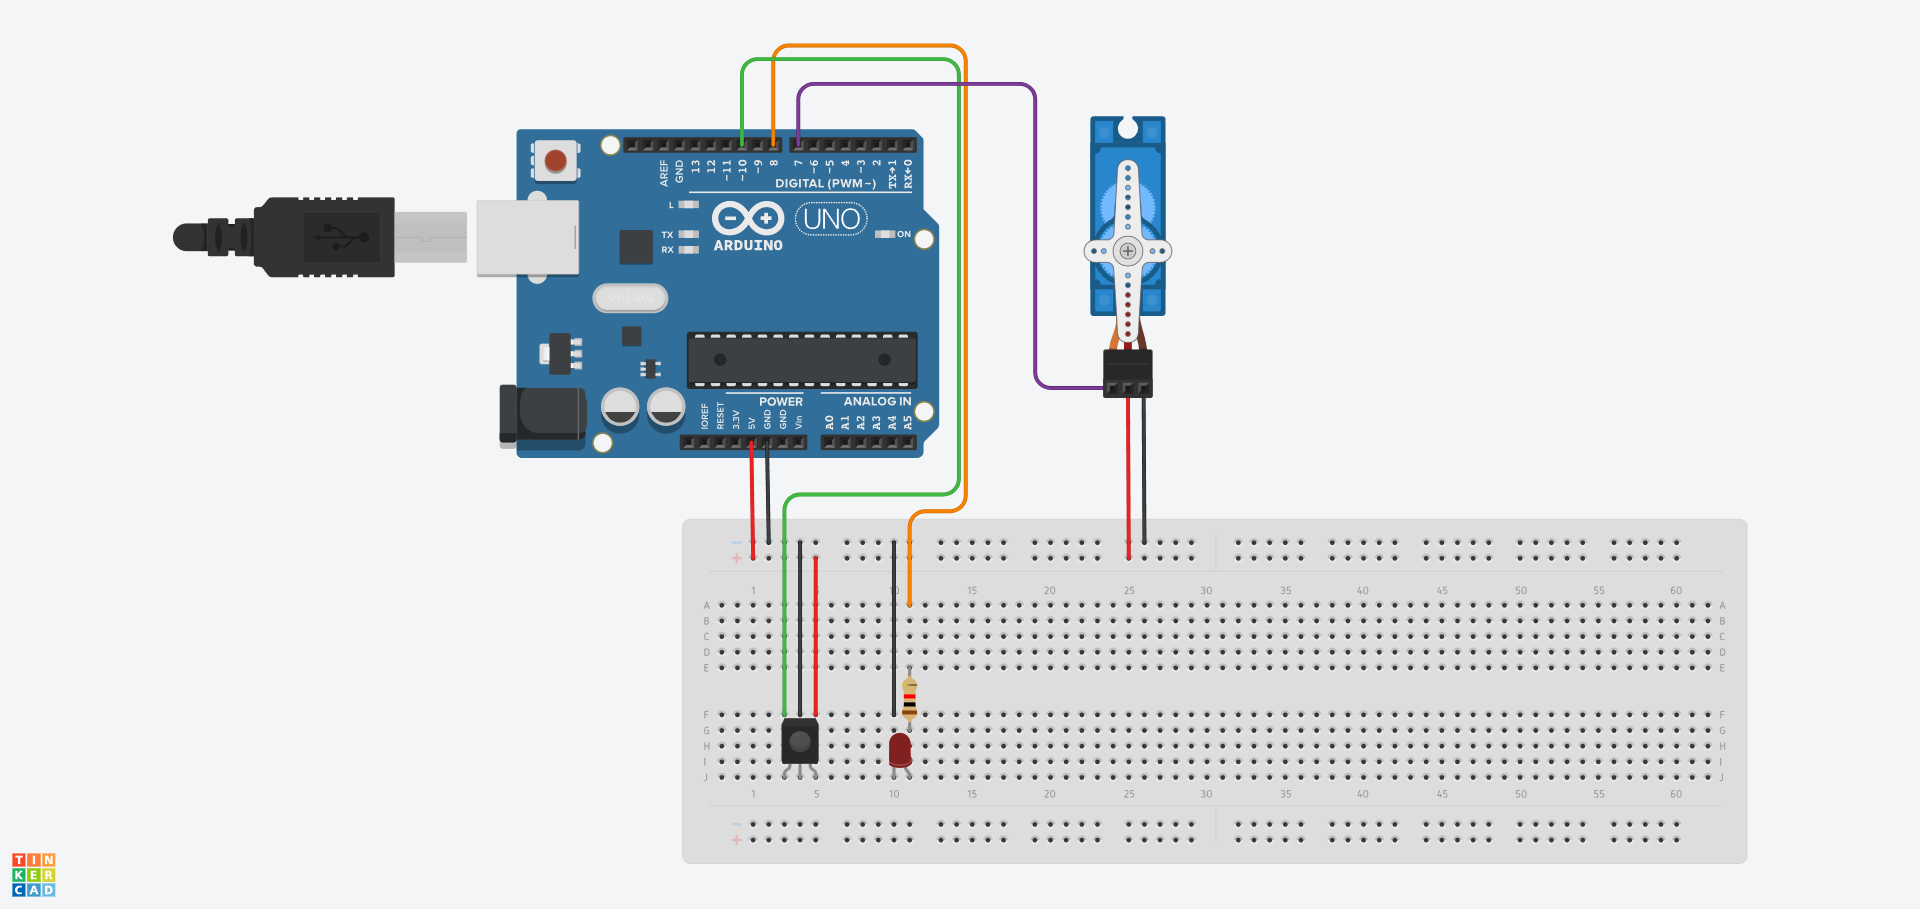 AREF
GND
13
12
~11
~10
~9
8
7
~6
~5
4
~3
2
TX→1
RX←0
DIGITAL (PWM~)
L
TX
RX
ARDUINO
UNO
ON
POWER
ANALOG IN
IOREF
RESET
3.3V
5V
GND
GND
Vin
A0
A1
A2
A3
A4
A5
1 5 10 15 20 25 30 35 40 45 50 55 60
A A
B B
C C
D D
E E
F F
G G
H H
I I
J J
1 5 10 15 20 25 30 35 40 45 50 55 60
TIN
KER
CAD